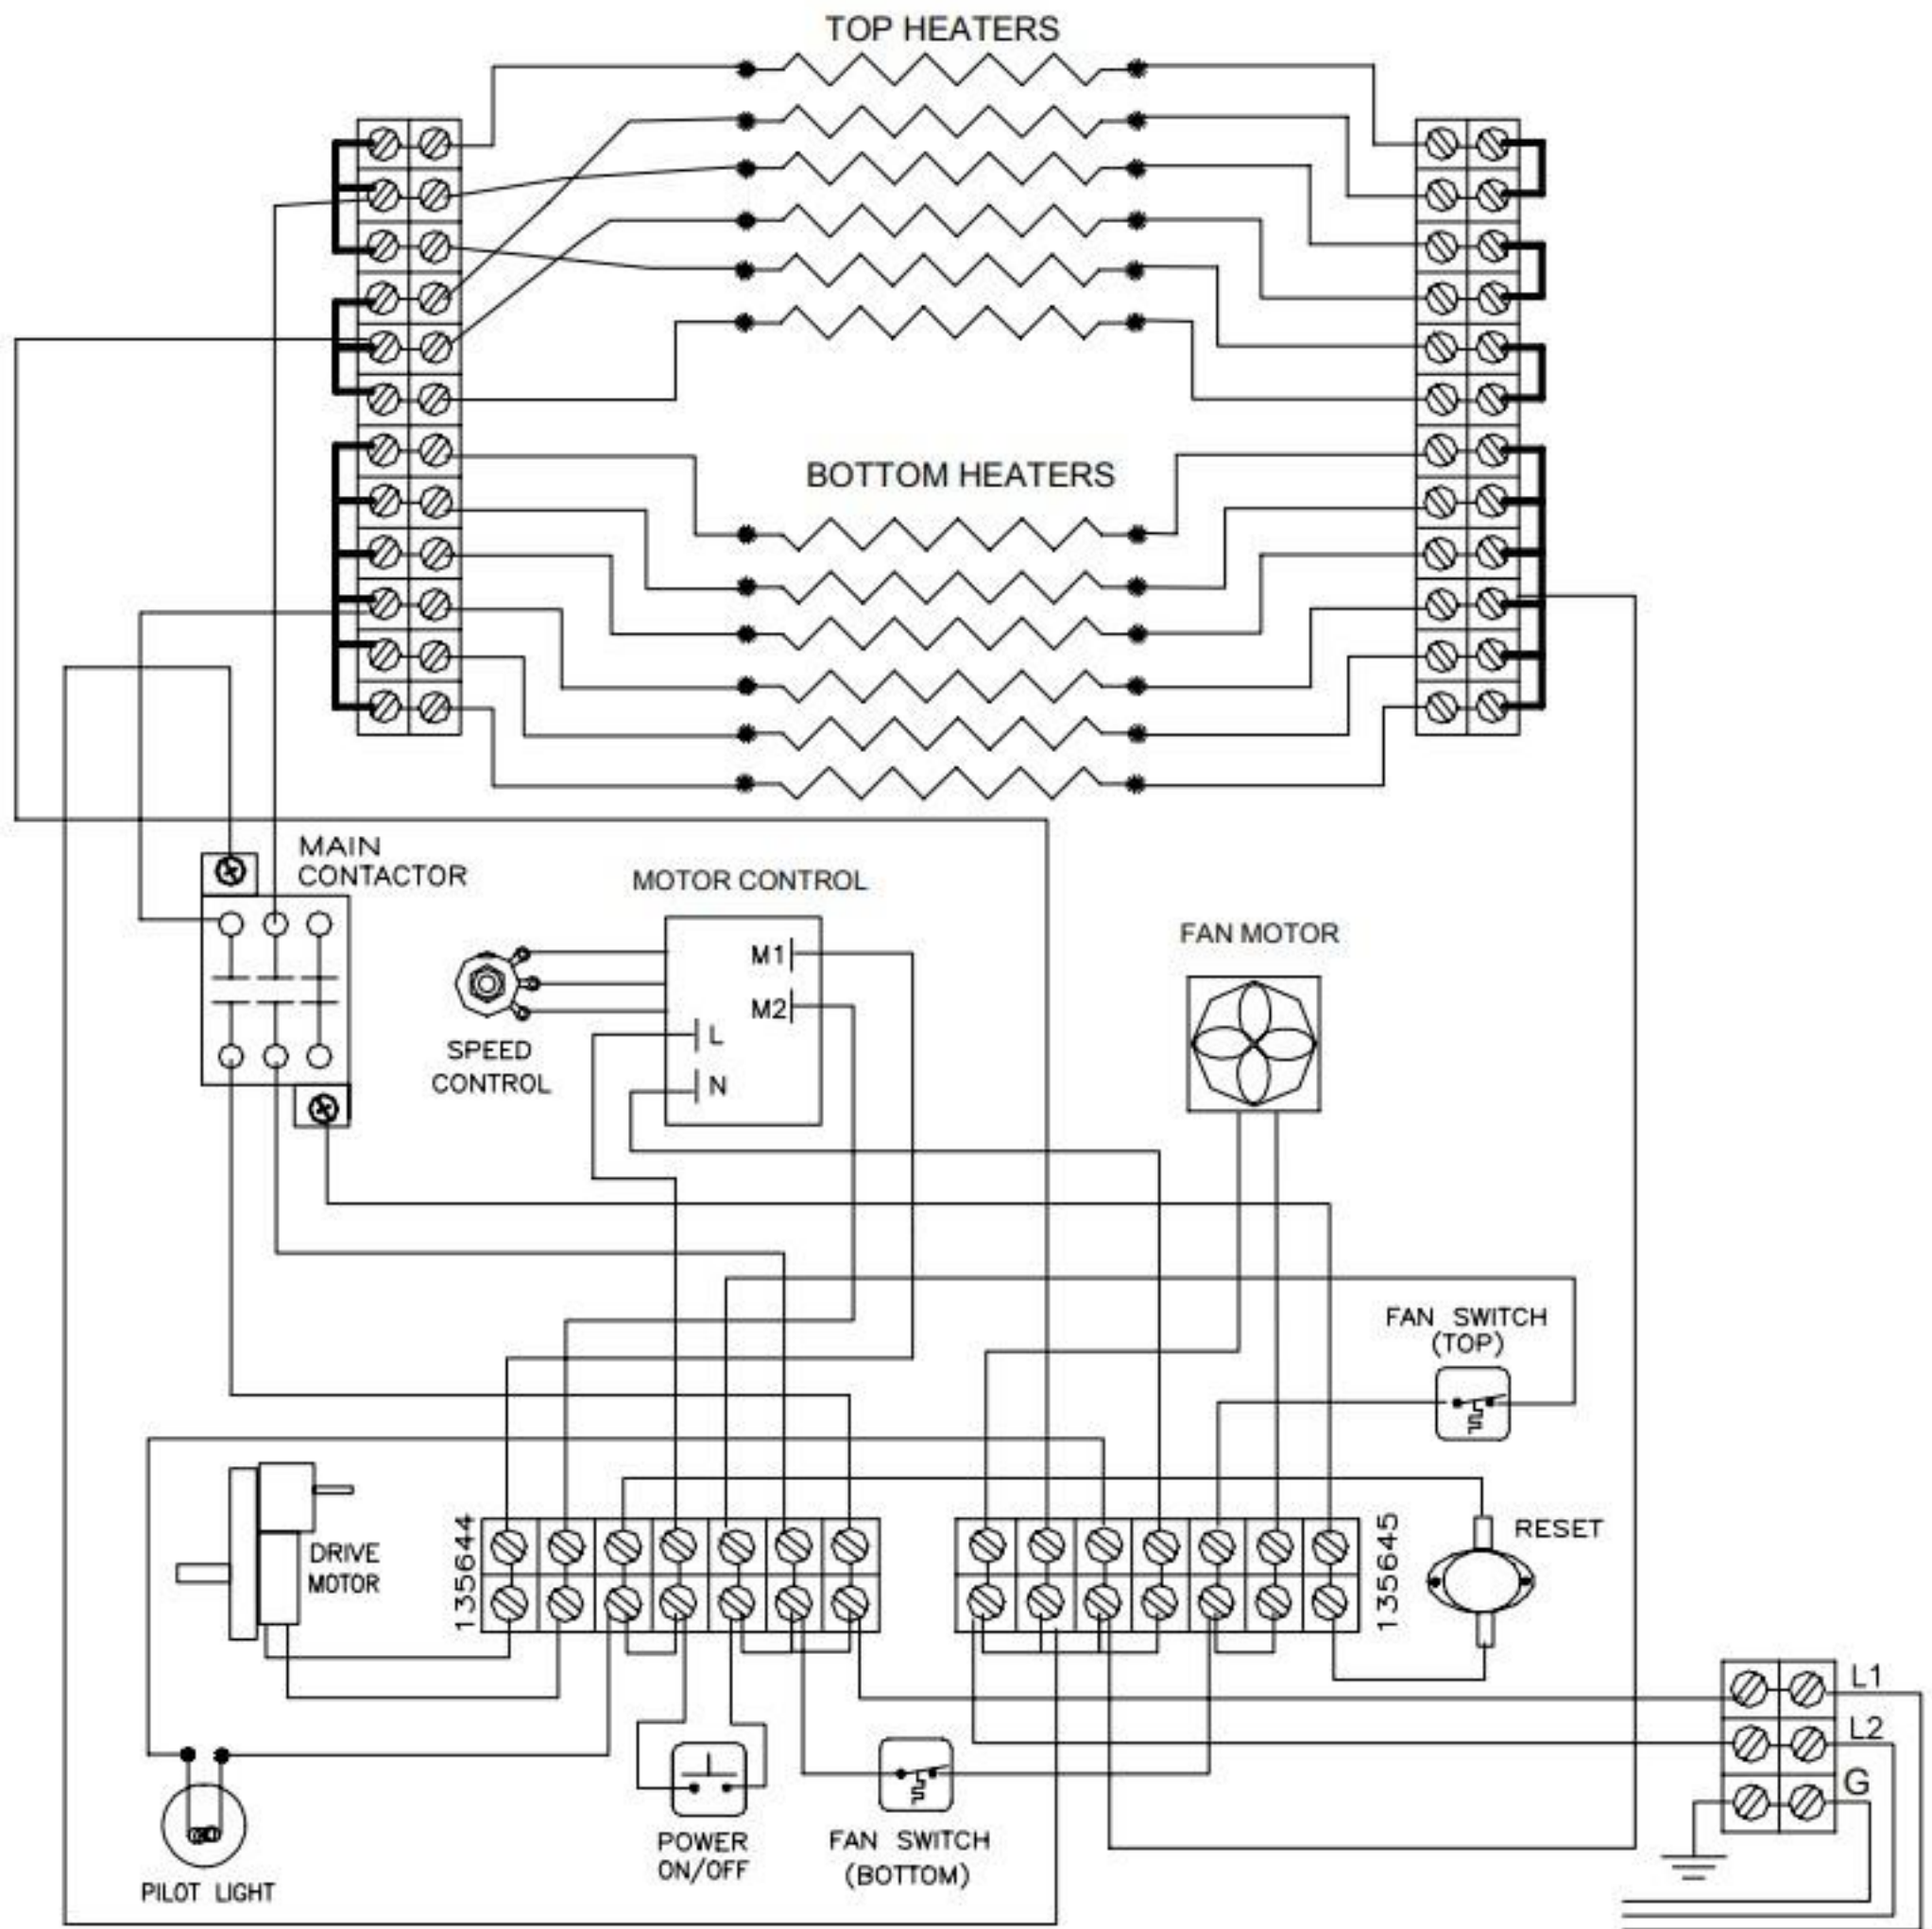 TOP HEATERS
BOTTOM HEATERS
MAIN
CONTACTOR
MOTOR CONTROL
M1
M2
L
N
SPEED
CONTROL
FAN MOTOR
FAN SWITCH
(TOP)
135644
135645
RESET
DRIVE
MOTOR
L1
L2
G
POWER
ON/OFF
FAN SWITCH
(BOTTOM)
PILOT LIGHT